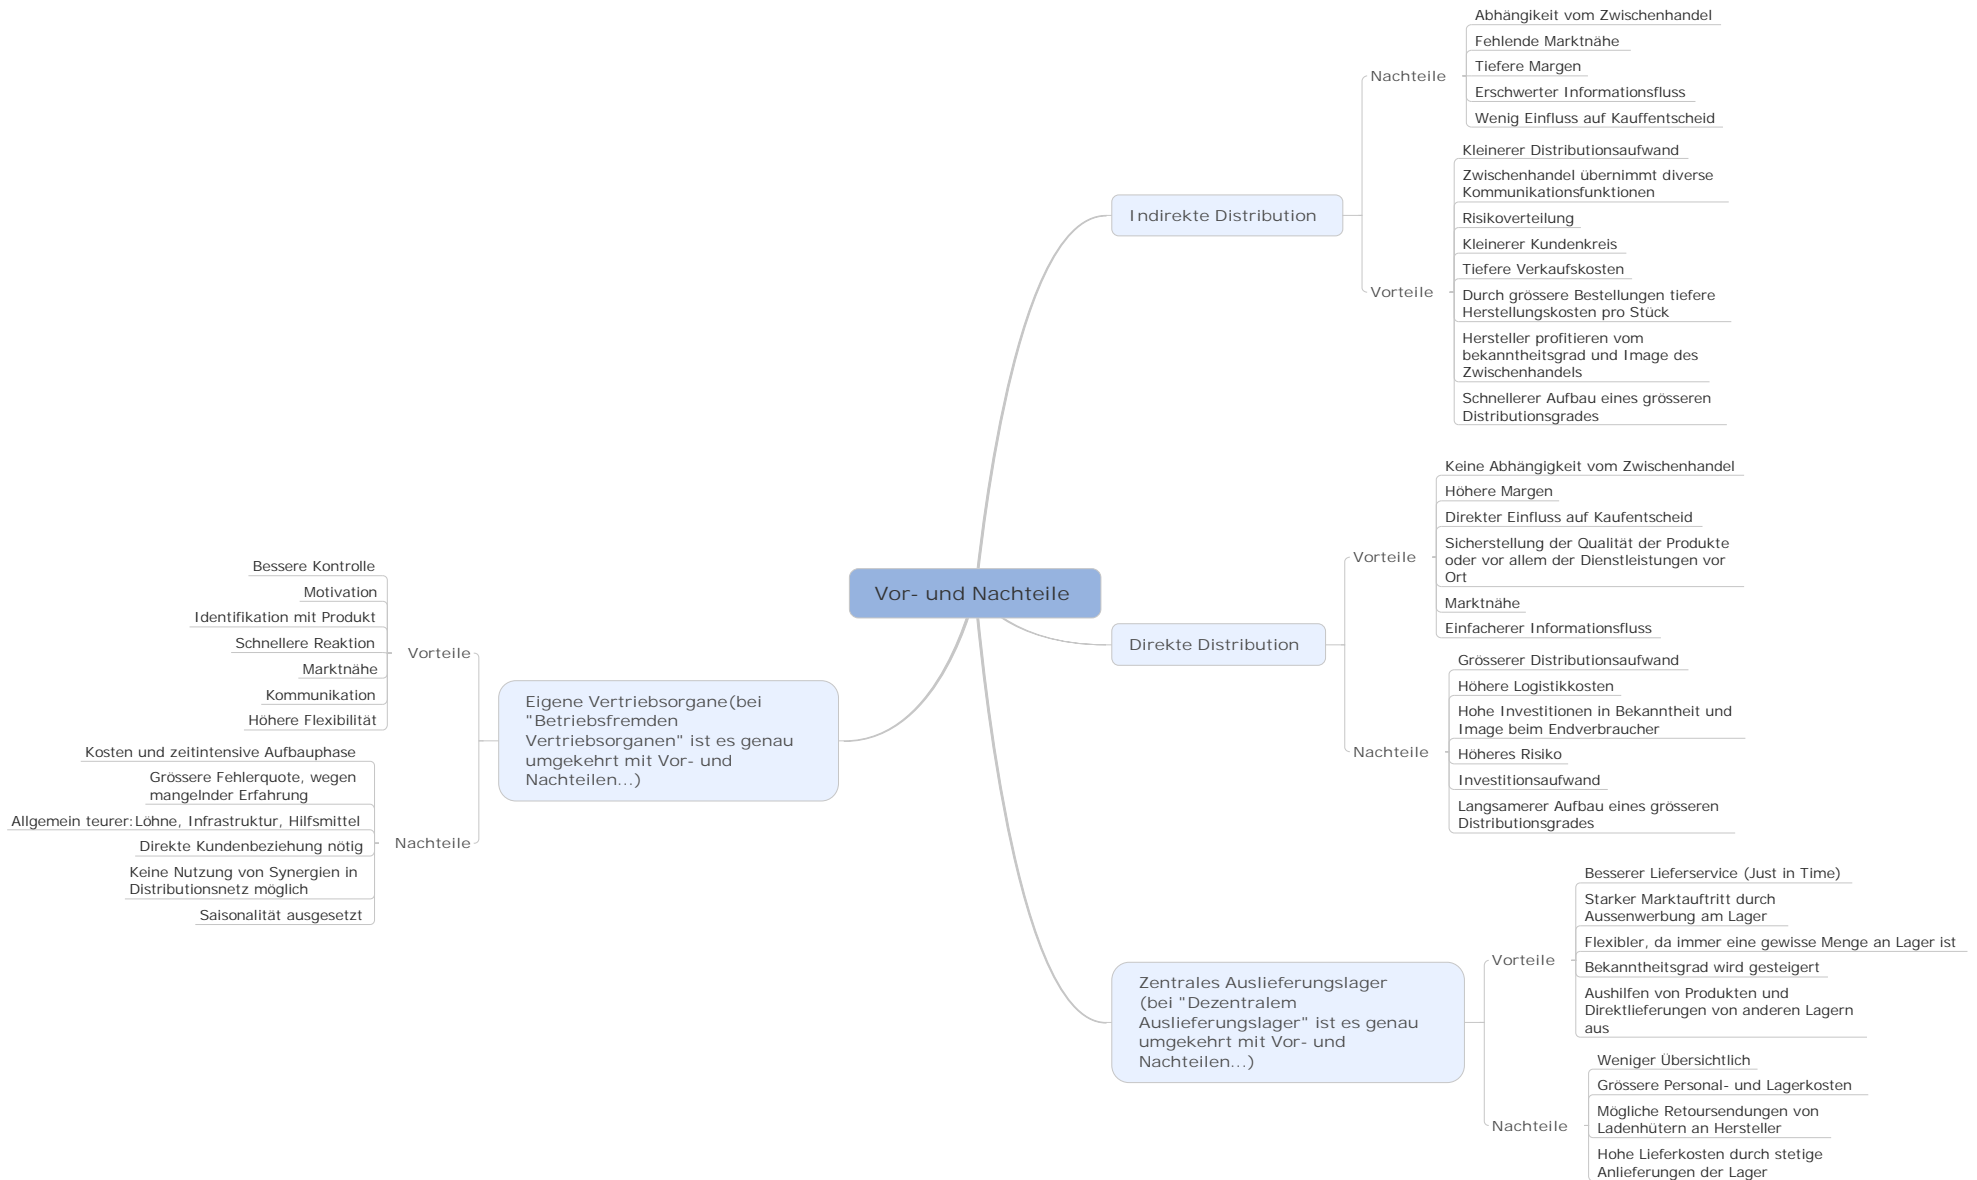 Vor- und Nachteile
Indirekte Distribution
Nachteile
Abhängikeit vom Zwischenhandel
Fehlende Marktnähe
Tiefere Margen
Erschwerter Informationsfluss
Wenig Einfluss auf Kauffentscheid
Vorteile
Kleinerer Distributionsaufwand
Zwischenhandel übernimmt diverse
Kommunikationsfunktionen
Risikoverteilung
Kleinerer Kundenkreis
Tiefere Verkaufskosten
Durch grössere Bestellungen tiefere
Herstellungskosten pro Stück
Hersteller profitieren vom
bekanntheitsgrad und Image des
Zwischenhandels
Schnellerer Aufbau eines grösseren
Distributionsgrades
Direkte Distribution
Vorteile
Keine Abhängigkeit vom Zwischenhandel
Höhere Margen
Direkter Einfluss auf Kaufentscheid
Sicherstellung der Qualität der Produkte
oder vor allem der Dienstleistungen vor
Ort
Marktnähe
Einfacherer Informationsfluss
Nachteile
Grösserer Distributionsaufwand
Höhere Logistikkosten
Hohe Investitionen in Bekanntheit und
Image beim Endverbraucher
Höheres Risiko
Investitionsaufwand
Langsamerer Aufbau eines grösseren
Distributionsgrades
Zentrales Auslieferungslager
(bei "Dezentralem
Auslieferungslager" ist es genau
umgekehrt mit Vor- und
Nachteilen...)
Vorteile
Besserer Lieferservice (Just in Time)
Starker Marktauftritt durch
Aussenwerbung am Lager
Flexibler, da immer eine gewisse Menge an Lager ist
Bekanntheitsgrad wird gesteigert
Aushilfen von Produkten und
Direktlieferungen von anderen Lagern
aus
Nachteile
Weniger Übersichtlich
Grössere Personal- und Lagerkosten
Mögliche Retoursendungen von
Ladenhütern an Hersteller
Hohe Lieferkosten durch stetige
Anlieferungen der Lager
Eigene Vertriebsorgane(bei
"Betriebsfremden
Vertriebsorganen" ist es genau
umgekehrt mit Vor- und
Nachteilen...)
Vorteile
Bessere Kontrolle
Motivation
Identifikation mit Produkt
Schnellere Reaktion
Marktnähe
Kommunikation
Höhere Flexibilität
Nachteile
Kosten und zeitintensive Aufbauphase
Grössere Fehlerquote, wegen
mangelnder Erfahrung
Allgemein teurer:Löhne, Infrastruktur, Hilfsmittel
Direkte Kundenbeziehung nötig
Keine Nutzung von Synergien in
Distributionsnetz möglich
Saisonalität ausgesetzt